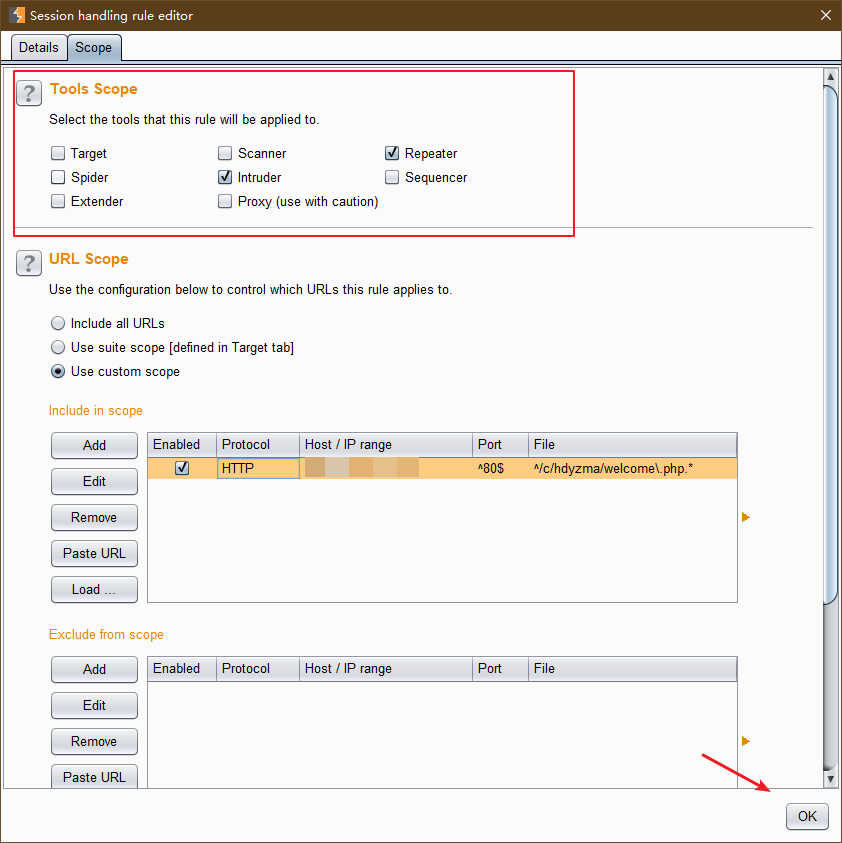 Session handling rule editor
Details Scope
? Tools Scope
Select the tools that this rule will be applied to.
Target Scanner Repeater
Spider Intruder Sequencer
Extender Proxy (use with caution)
? URL Scope
Use the configuration below to control which URLs this rule applies to.
Include all URLs
Use suite scope [defined in Target tab]
Use custom scope
Include in scope
Add Enabled Protocol Host / IP range Port File
HTTP ^80$ ^/c/hdyzma/welcome\.php.*
Edit
Remove
Paste URL
Load ...
Exclude from scope
Add Enabled Protocol Host / IP range Port File
Edit
Remove
Paste URL
OK